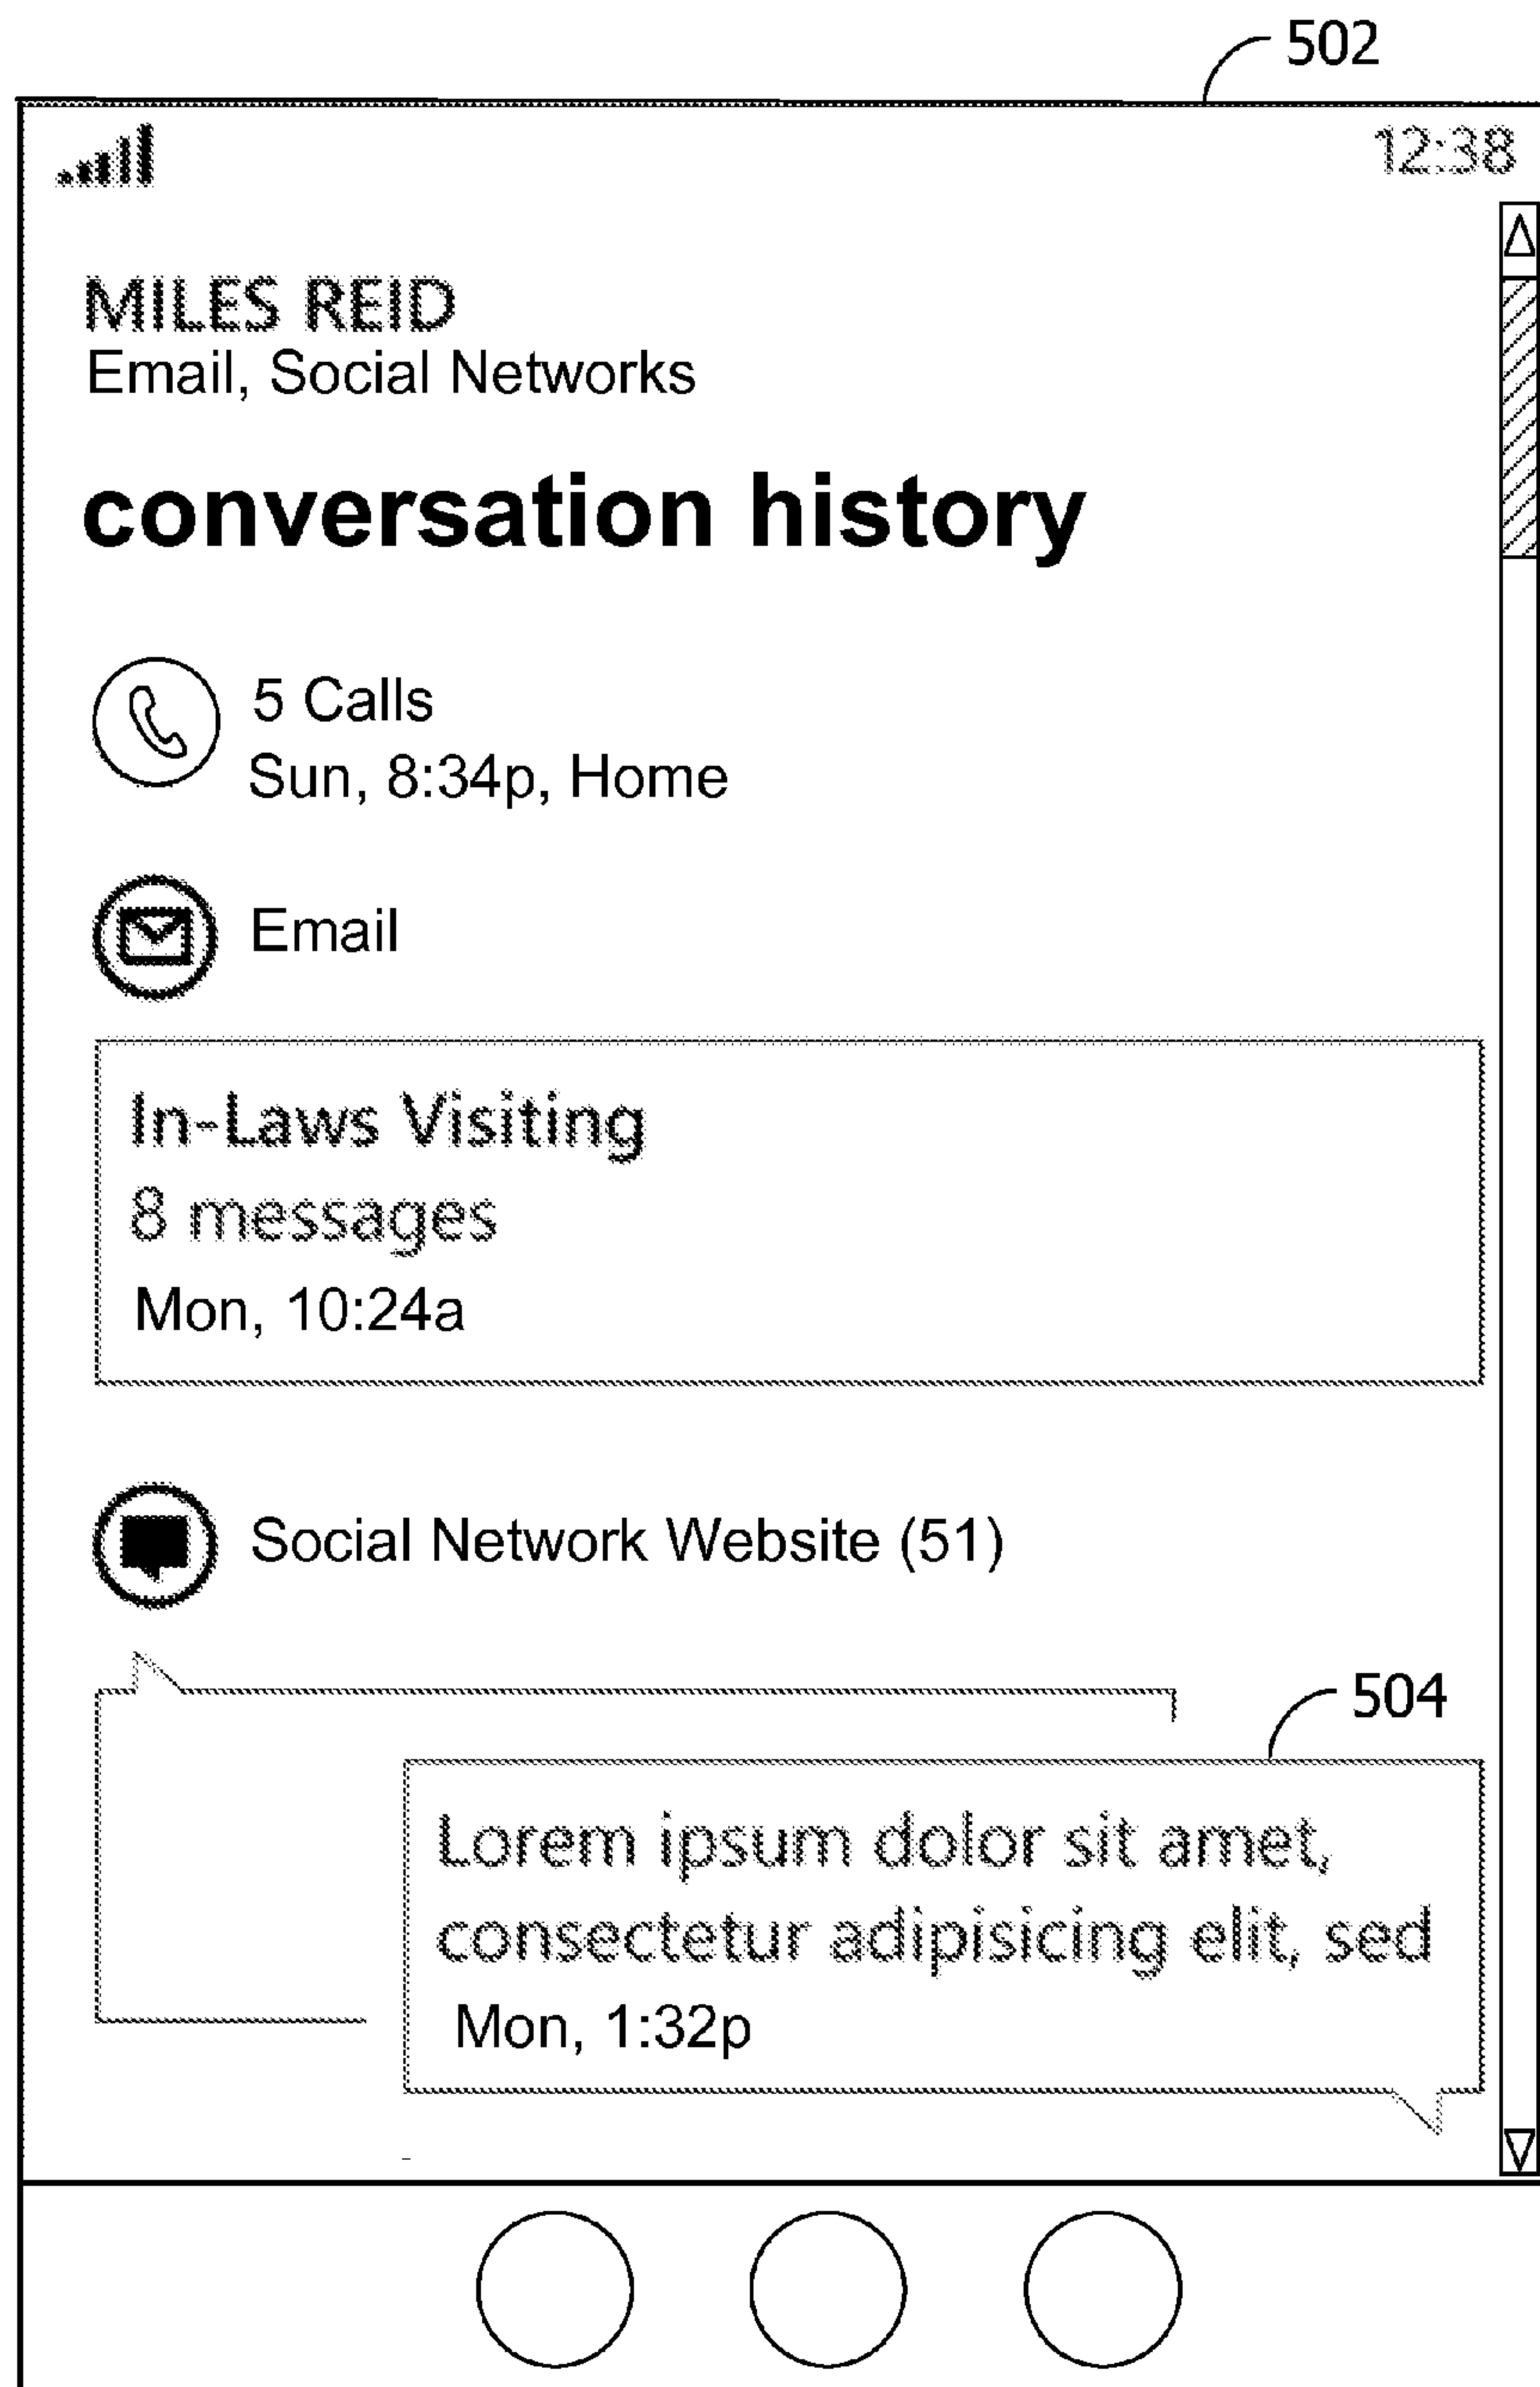 502
12:38
MILES REID
Email, Social Networks
conversation history
5 Calls
Sun, 8:34p, Home
Email
In-Laws Visiting
8 messages
Mon, 10:24a
Social Network Website (51)
504
Lorem ipsum dolor sit amet,
consectetur adipisicing elit, sed
Mon, 1:32p